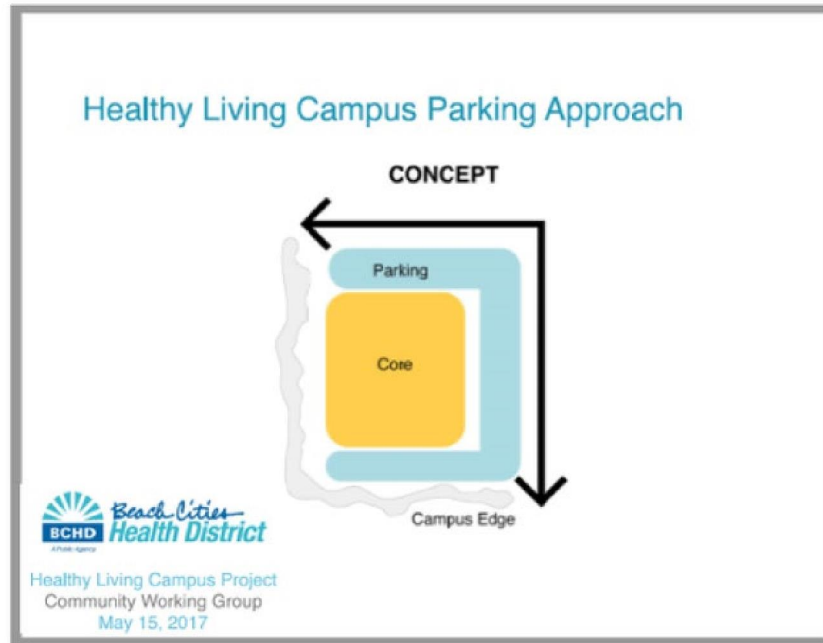 Healthy Living Campus Parking Approach
CONCEPT
Parking
Core
Campus Edge
BCHD
Beach Cities
Health District
A Public Agency
Healthy Living Campus Project
Community Working Group
May 15, 2017